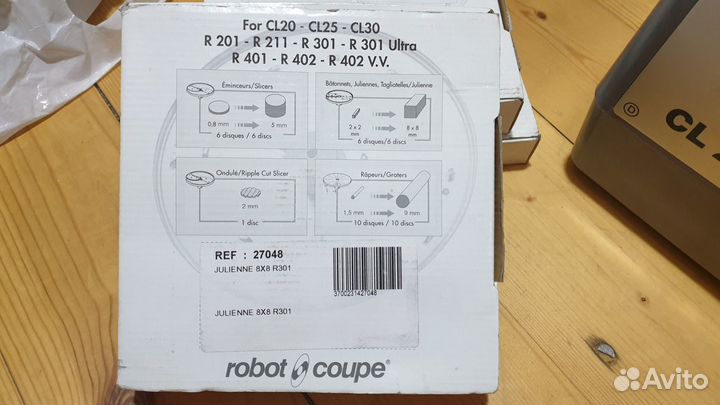 For CL20 - CL25 - CL30
R 201 - R 211 - R 301 - R 301 Ultra
R 401 - R 402 - R 402 V.V.
Éminceurs/Slicers
0,8 mm
5 mm
6 disques/6 discs
Bâtonnets, Juliennes, Tagliatelles/Julienne
2 x 2
mm
8 x 8
mm
6 disques/6 discs
Ondulé/Ripple Cut Slicer
2 mm
1 disc
Râpeurs/Graters
1,5 mm
9 mm
10 disques / 10 discs
REF : 27048
JULIENNE 8X8 R301
3700231427048
JULIENNE 8X8 R301
robot coupe®
D
CL
Avito